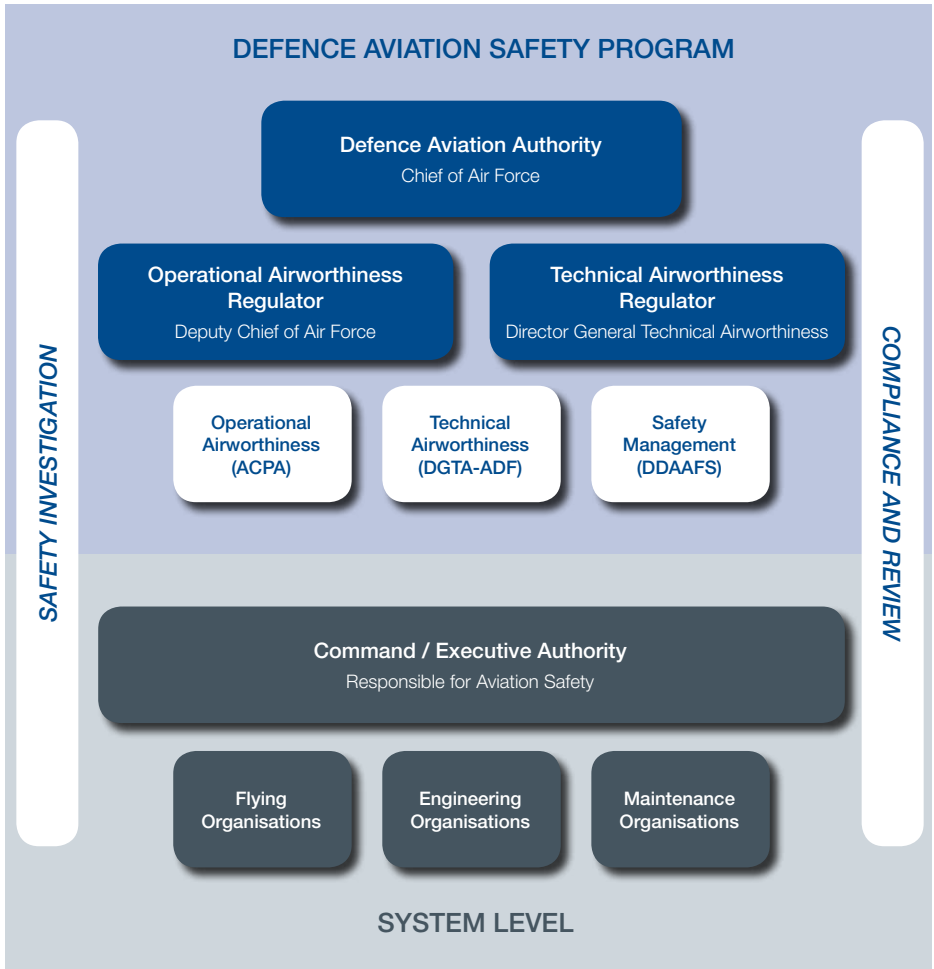 DEFENCE AVIATION SAFETY PROGRAM
Defence Aviation Authority
Chief of Air Force
Operational Airworthiness
Regulator
Deputy Chief of Air Force
Technical Airworthiness
Regulator
Director General Technical Airworthiness
SAFETY INVESTIGATION
COMPLIANCE AND REVIEW
Operational
Airworthiness
(ACPA)
Technical
Airworthiness
(DGTA-ADF)
Safety
Management
(DDAAFS)
Command / Executive Authority
Responsible for Aviation Safety
Flying
Organisations
Engineering
Organisations
Maintenance
Organisations
SYSTEM LEVEL